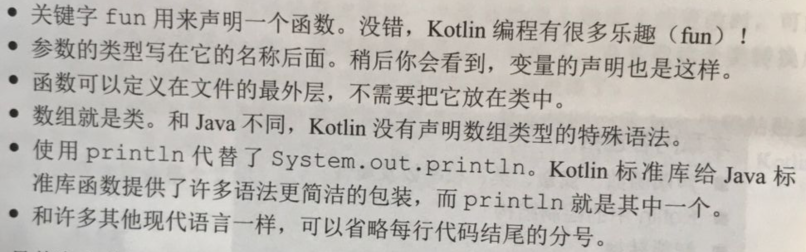 • 关键字 fun 用来声明一个函数。没错，Kotlin 编程有很多乐趣（fun）！
• 参数的类型写在它的名称后面。稍后你会看到，变量的声明也是这样。
• 函数可以定义在文件的最外层，不需要把它放在类中。
• 数组就是类。和 Java 不同，Kotlin 没有声明数组类型的特殊语法。
• 使用 println 代替了 System.out.println。Kotlin 标准库给 Java 标
准库函数提供了许多语法更简洁的包装，而 println 就是其中一个。
• 和许多其他现代语言一样，可以省略每行代码结尾的分号。